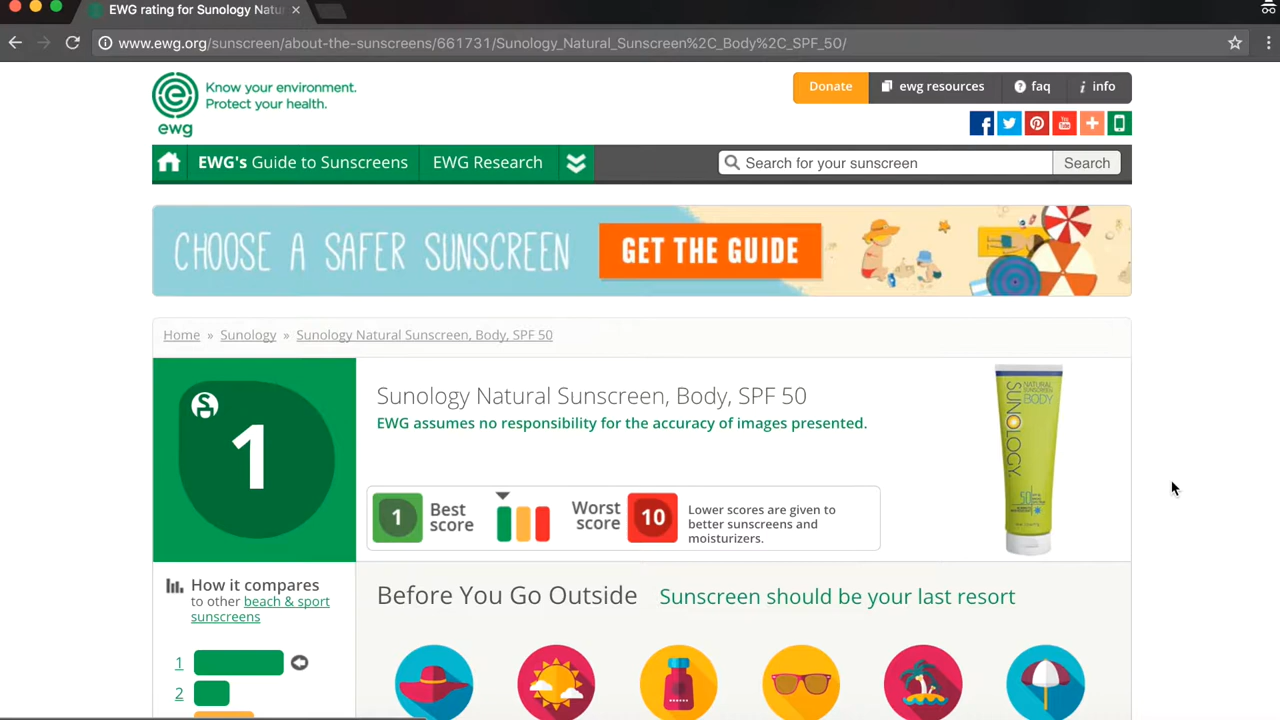 EWG rating for Sunology Natu
www.ewg.org/sunscreen/about-the-sunscreens/661731/Sunology_Natural_Sunscreen%2C_Body%2C_SPF_50/
Know your environment.
Protect your health.
ewg
Donate
ewg resources
faq
info
EWG's Guide to Sunscreens
EWG Research
Search for your sunscreen
Search
CHOOSE A SAFER SUNSCREEN
GET THE GUIDE
Home » Sunology » Sunology Natural Sunscreen, Body, SPF 50
1
Sunology Natural Sunscreen, Body, SPF 50
EWG assumes no responsibility for the accuracy of images presented.
1
Best
score
Worst
score
10
Lower scores are given to
better sunscreens and
moisturizers.
NATURAL
SUNSCREEN
BODY
SUNOLOGY
50
How it compares
to other beach & sport
sunscreens
1
2
Before You Go Outside
Sunscreen should be your last resort